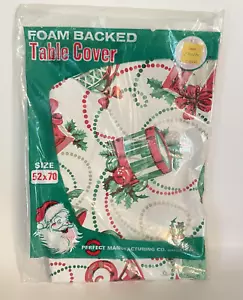 FOAM BACKED
Table Cover
SIZE
52x70
PERFECT MANUFACTURING CO.